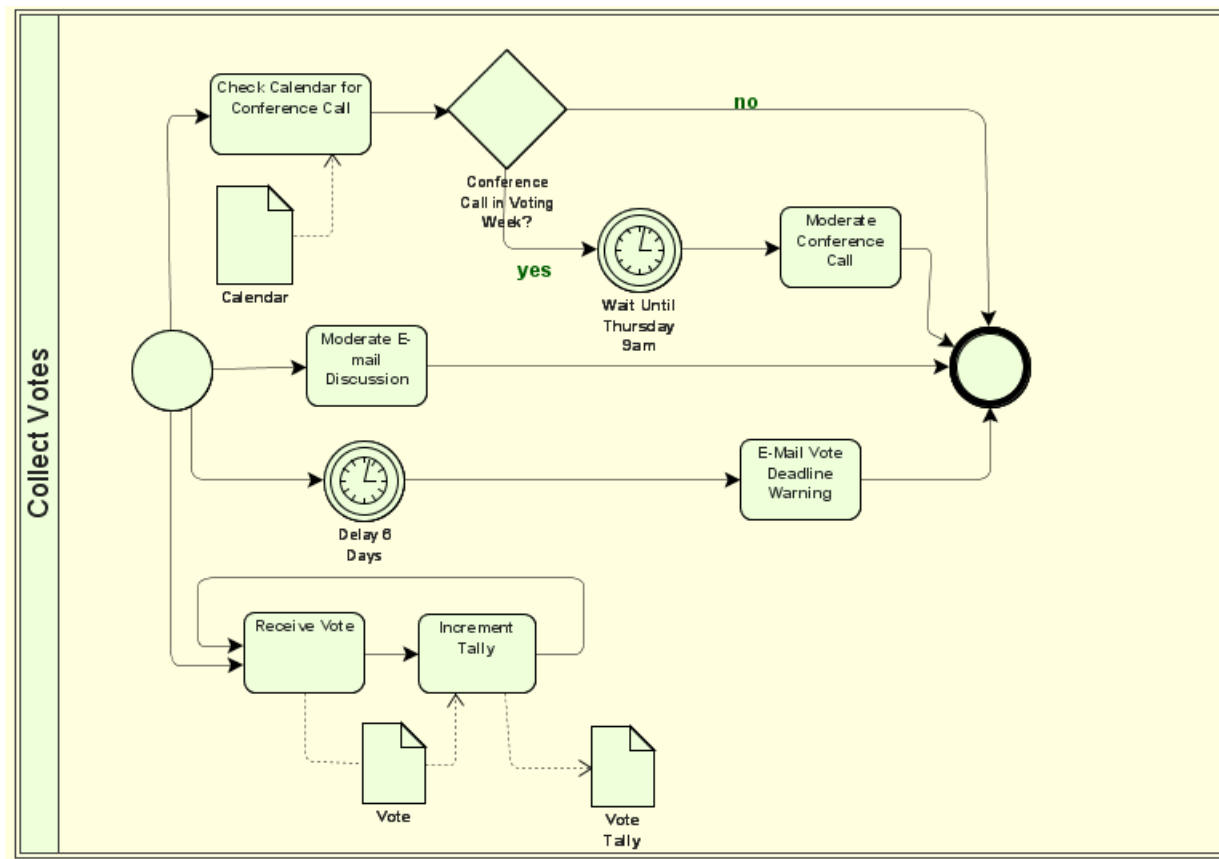 Collect Votes
Check Calendar for
Conference Call
no
Conference
Call in Voting
Week?
yes
Calendar
Wait Until
Thursday
9am
Moderate
Conference
Call
Moderate E-
mail
Discussion
Delay 6
Days
E-Mail Vote
Deadline
Warning
Receive Vote
Increment
Tally
Vote
Vote
Tally